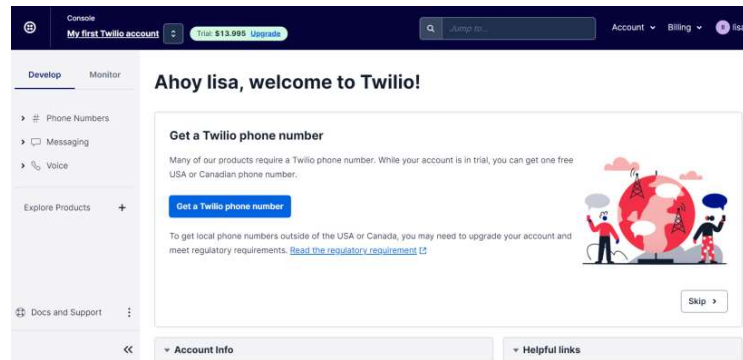 Console
My first Twilio account
Trial: $13.995 Upgrade
Jump to...
Account
Billing
lisa
Develop
Monitor
# Phone Numbers
Messaging
Voice
Explore Products +
Docs and Support
Ahoy lisa, welcome to Twilio!
Get a Twilio phone number
Many of our products require a Twilio phone number. While your account is in trial, you can get one free
USA or Canadian phone number.
Get a Twilio phone number
To get local phone numbers outside of the USA or Canada, you may need to upgrade your account and
meet regulatory requirements. Read the regulatory requirement
Skip
Account Info
Helpful links